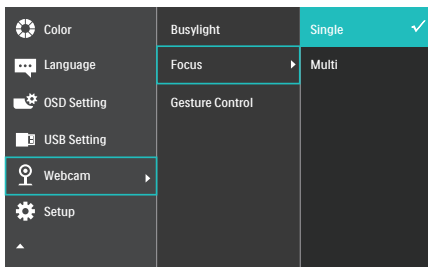 Color
Language
OSD Setting
USB Setting
Webcam
Setup
Busylight
Focus
Gesture Control
Single
Multi